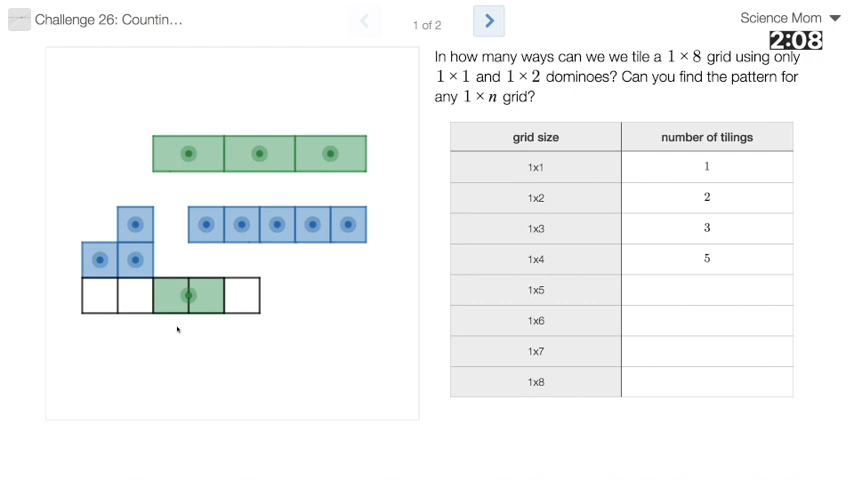 Challenge 26: Countin…
1 of 2
Science Mom
2:08
In how many ways can we we tile a 1 × 8 grid using only
1 × 1 and 1 × 2 dominoes? Can you find the pattern for
any 1 × n grid?
grid size number of tilings
1x1 1
1x2 2
1x3 3
1x4 5
1x5
1x6
1x7
1x8